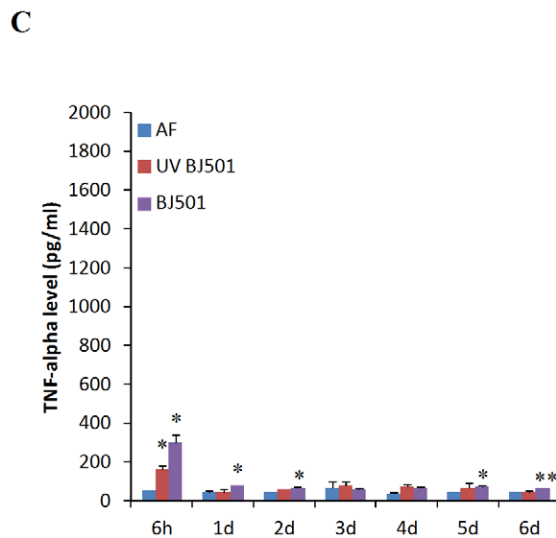 C
TNF-alpha level (pg/ml)
2000
1800
1600
1400
1200
1000
800
600
400
200
0
AF
UV BJ501
BJ501
* * * * * **
6h 1d 2d 3d 4d 5d 6d